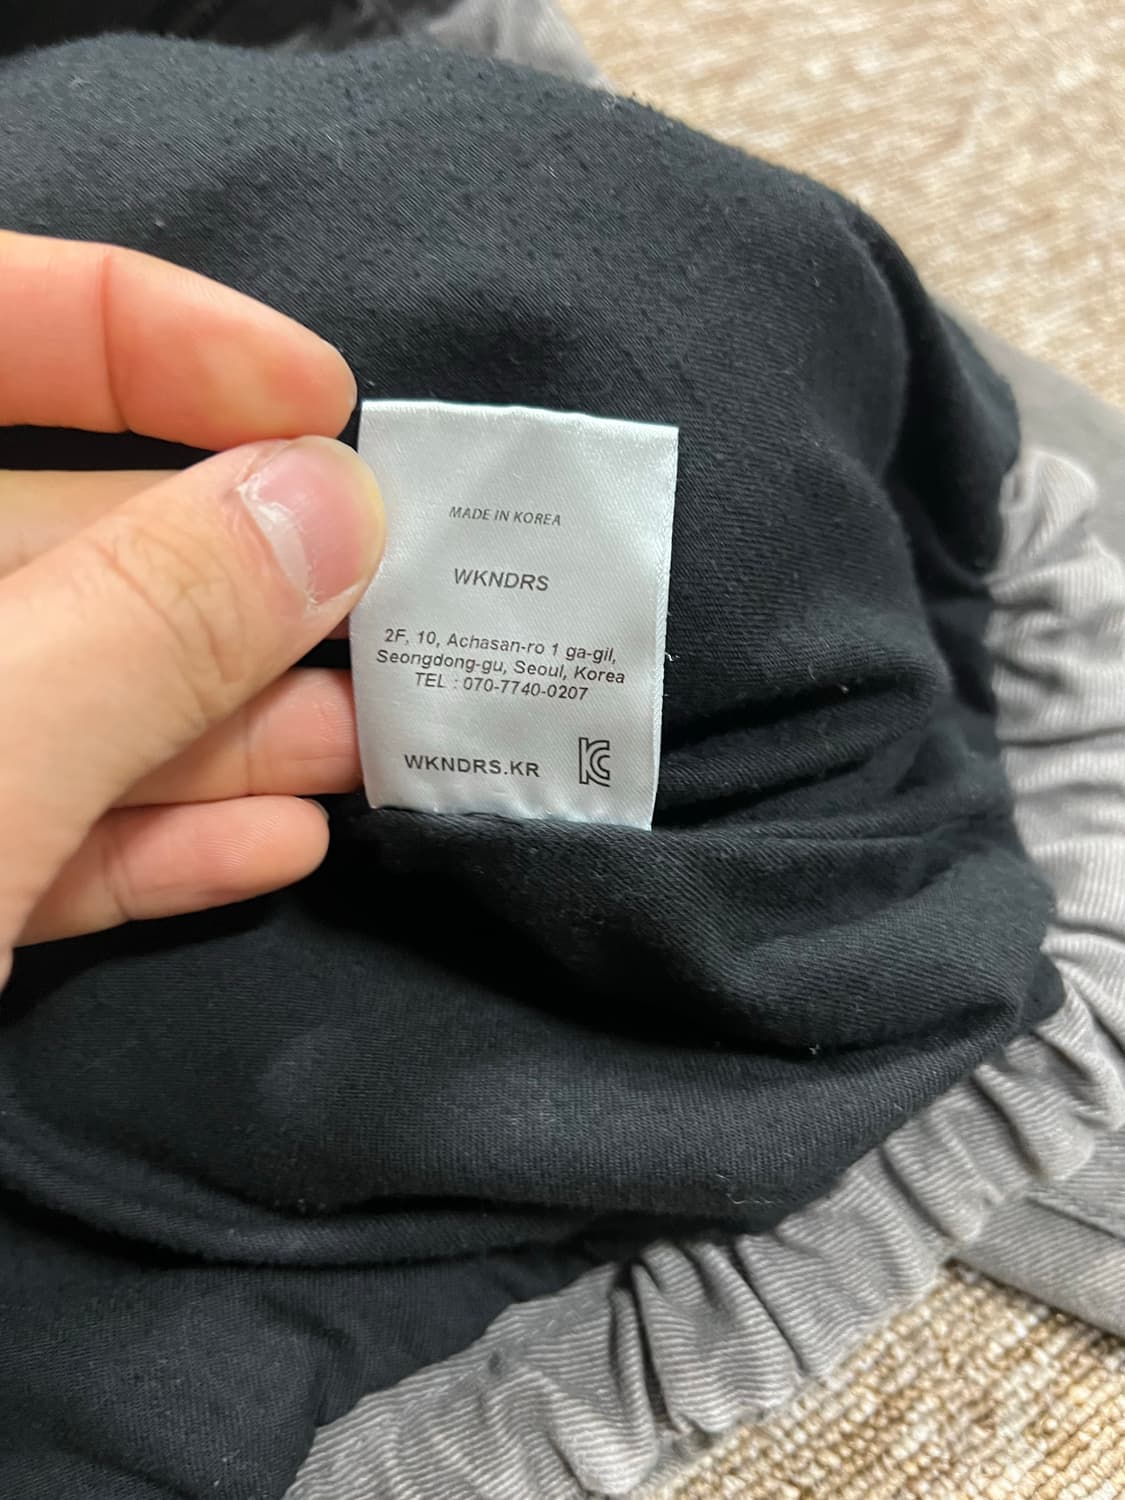 MADE IN KOREA
WKNDRS
2F, 10, Achasan-ro 1 ga-gil,
Seongdong-gu, Seoul, Korea
TEL : 070-7740-0207
WKNDRS.KR KC